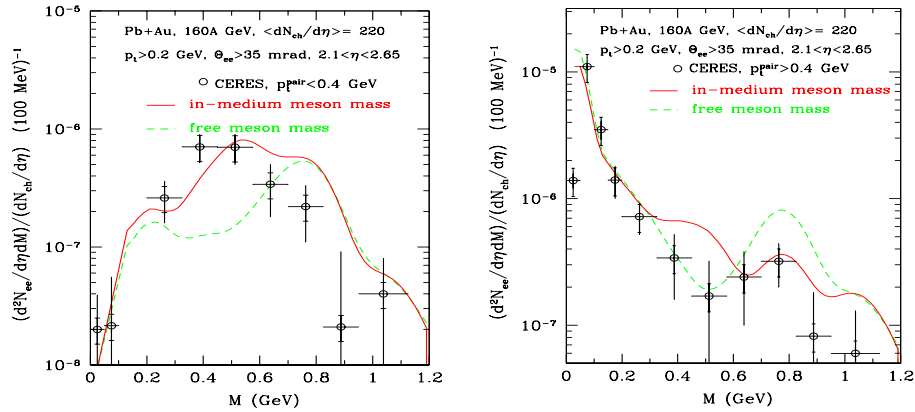 Pb+Au, 160A GeV, <dN_ch/dη>= 220
p_t>0.2 GeV, Θ_ee>35 mrad, 2.1<η<2.65
CERES, p_t^pair<0.4 GeV
in-medium meson mass
free meson mass
(d²N_ee/dηdM)/(dN_ch/dη) (100 MeV)⁻¹
10⁻⁵
10⁻⁶
10⁻⁷
10⁻⁸
0 0.2 0.4 0.6 0.8 1 1.2
M (GeV)
Pb+Au, 160A GeV, <dN_ch/dη>= 220
p_t>0.2 GeV, Θ_ee>35 mrad, 2.1<η<2.65
CERES, p_t^pair>0.4 GeV
in-medium meson mass
free meson mass
(d²N_ee/dηdM)/(dN_ch/dη) (100 MeV)⁻¹
10⁻⁵
10⁻⁶
10⁻⁷
0 0.2 0.4 0.6 0.8 1 1.2
M (GeV)